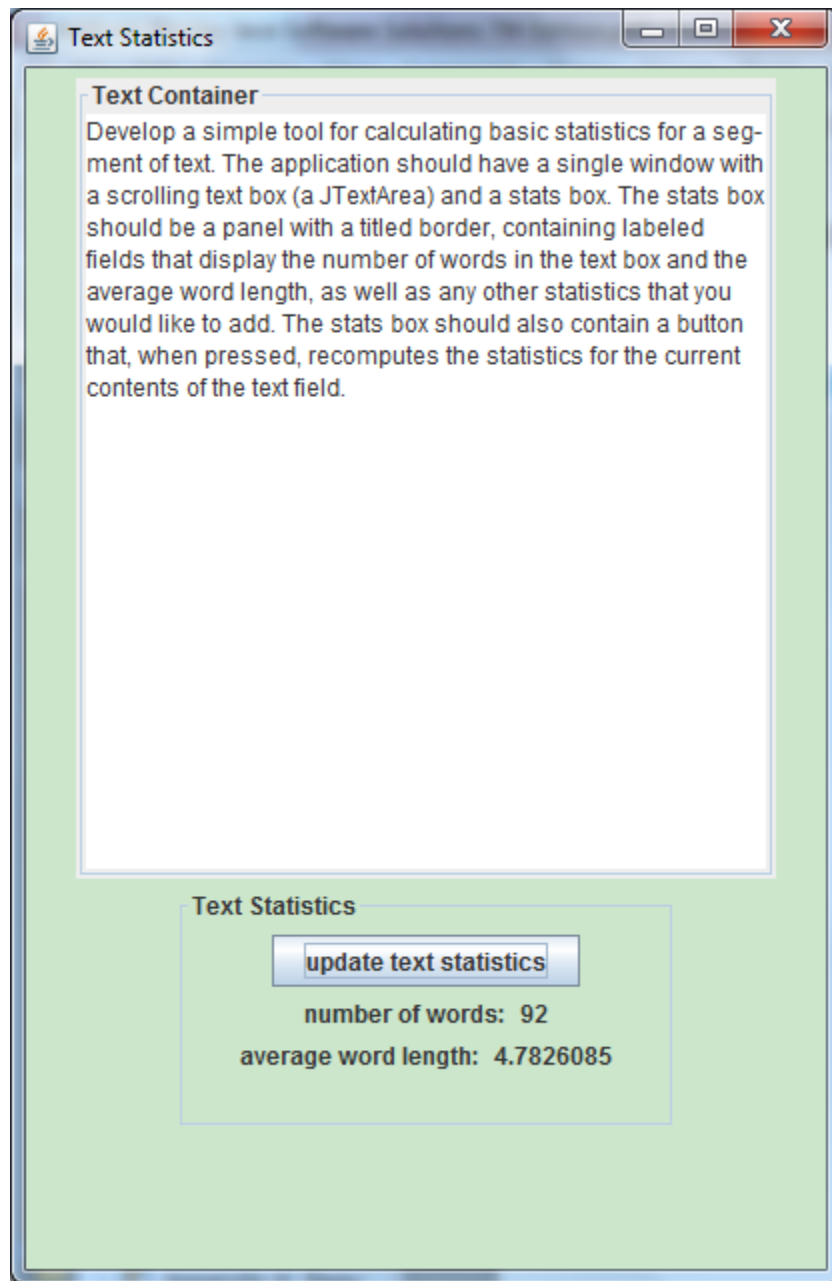 Text Statistics
Text Container
Develop a simple tool for calculating basic statistics for a seg-
ment of text. The application should have a single window with
a scrolling text box (a JTextArea) and a stats box. The stats box
should be a panel with a titled border, containing labeled
fields that display the number of words in the text box and the
average word length, as well as any other statistics that you
would like to add. The stats box should also contain a button
that, when pressed, recomputes the statistics for the current
contents of the text field.
Text Statistics
update text statistics
number of words: 92
average word length: 4.7826085